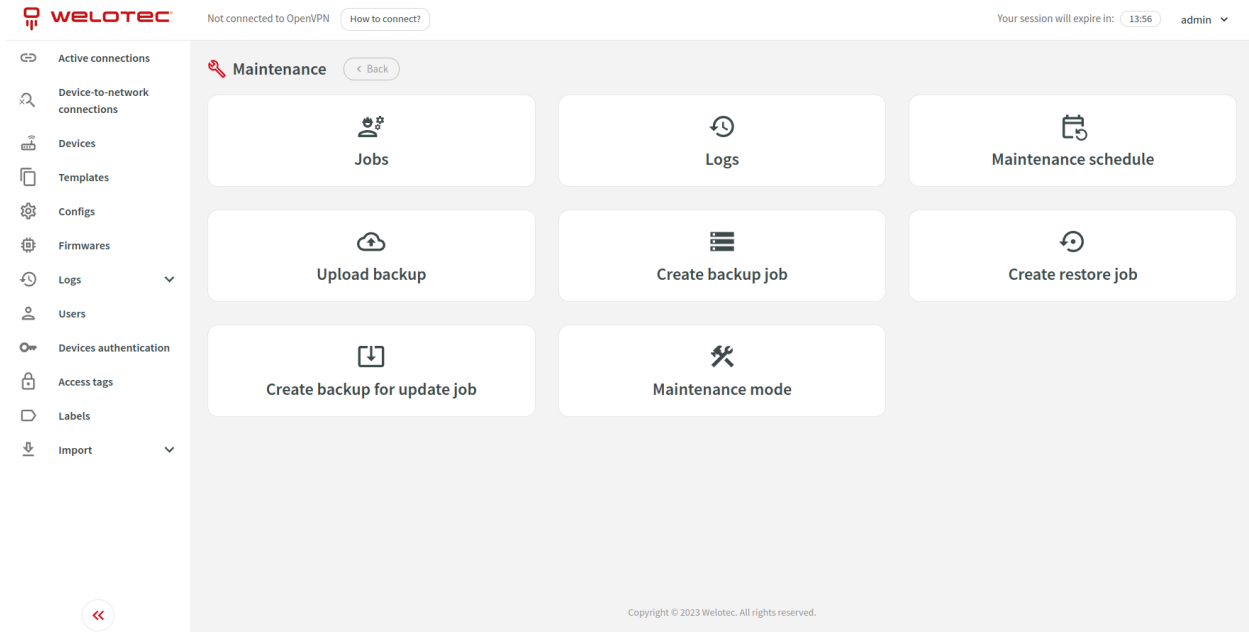 WELOTEC
Not connected to OpenVPN
How to connect?
Your session will expire in: 13:56
admin
Active connections
Device-to-network
connections
Devices
Templates
Configs
Firmwares
Logs
Users
Devices authentication
Access tags
Labels
Import
Maintenance
Back
Jobs
Logs
Maintenance schedule
Upload backup
Create backup job
Create restore job
Create backup for update job
Maintenance mode
Copyright © 2023 Welotec. All rights reserved.